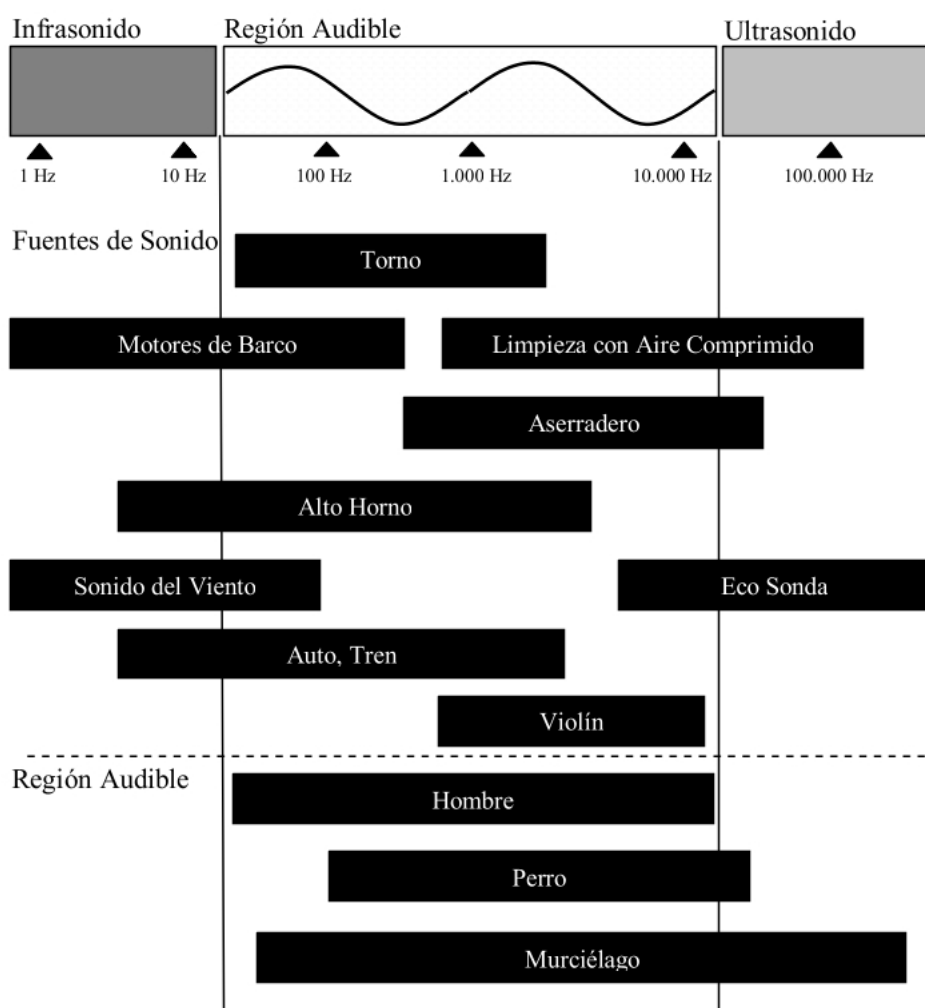 Infrasonido
Región Audible
Ultrasonido
1 Hz
10 Hz
100 Hz
1.000 Hz
10.000 Hz
100.000 Hz
Fuentes de Sonido
Torno
Motores de Barco
Limpieza con Aire Comprimido
Aserradero
Alto Horno
Sonido del Viento
Eco Sonda
Auto, Tren
Violín
Región Audible
Hombre
Perro
Murciélago